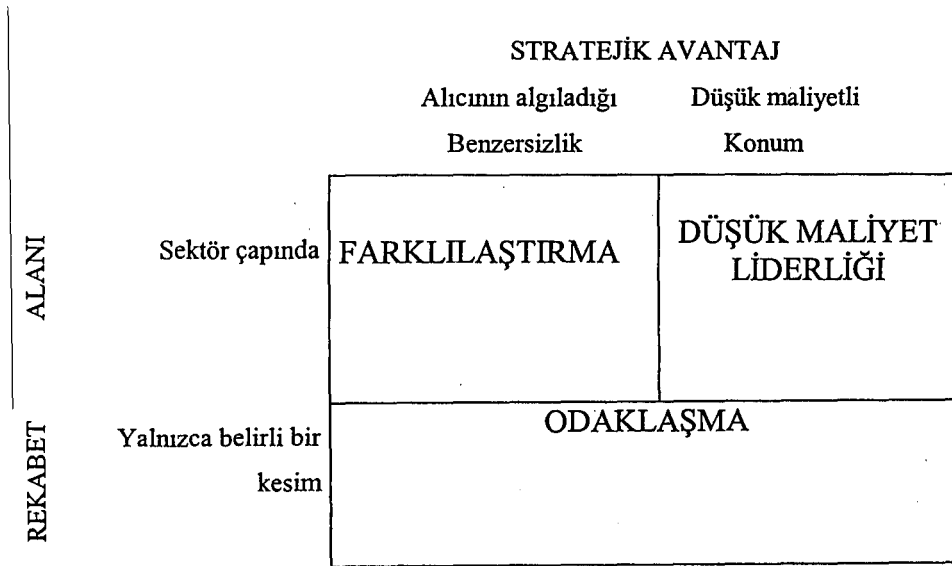 STRATEJİK AVANTAJ
Alıcının algıladığı
Düşük maliyetli
Benzersizlik
Konum
REKABET ALANI
Sektör çapında
FARKLILAŞTIRMA
DÜŞÜK MALİYET
LİDERLİĞİ
Yalnızca belirli bir
kesim
ODAKLAŞMA